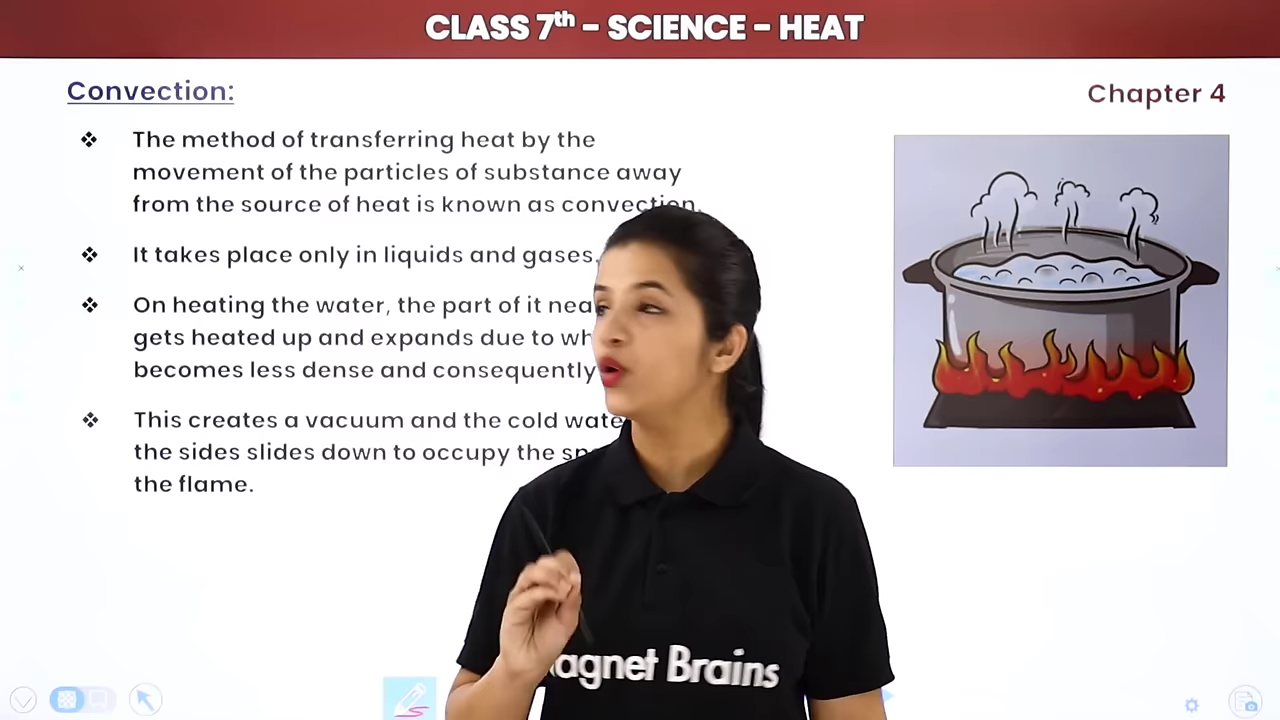 CLASS 7th - SCIENCE - HEAT
Convection:
Chapter 4
❖ The method of transferring heat by the
movement of the particles of substance away
from the source of heat is known as convection.
❖ It takes place only in liquids and gases.
❖ On heating the water, the part of it
gets heated up and expands due to
becomes less dense and consequently
❖ This creates a vacuum and the cold
the sides slides down to occupy the
the flame.
Brains